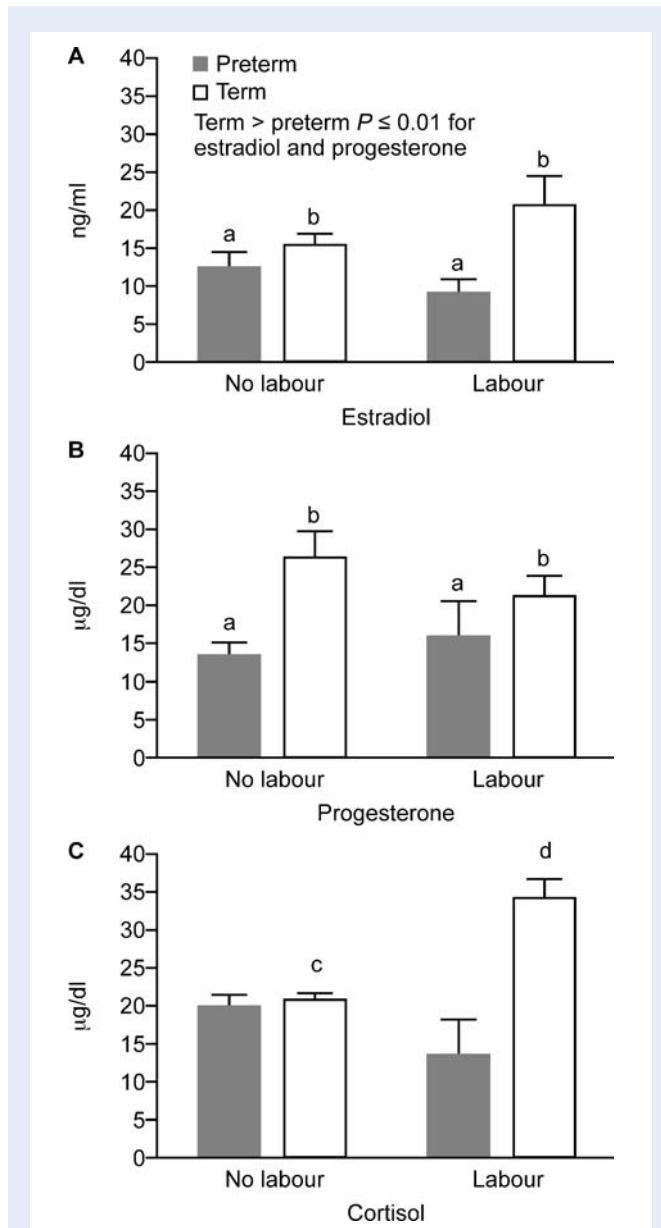 A
40
35
30
25
20
15
10
5
0
ng/ml
Preterm
Term
Term > preterm P ≤ 0.01 for
estradiol and progesterone
a
b
a
b
No labour
Labour
Estradiol
B
40
35
30
25
20
15
10
5
0
μg/dl
a
b
a
b
No labour
Labour
Progesterone
C
40
35
30
25
20
15
10
5
0
μg/dl
c
d
No labour
Labour
Cortisol